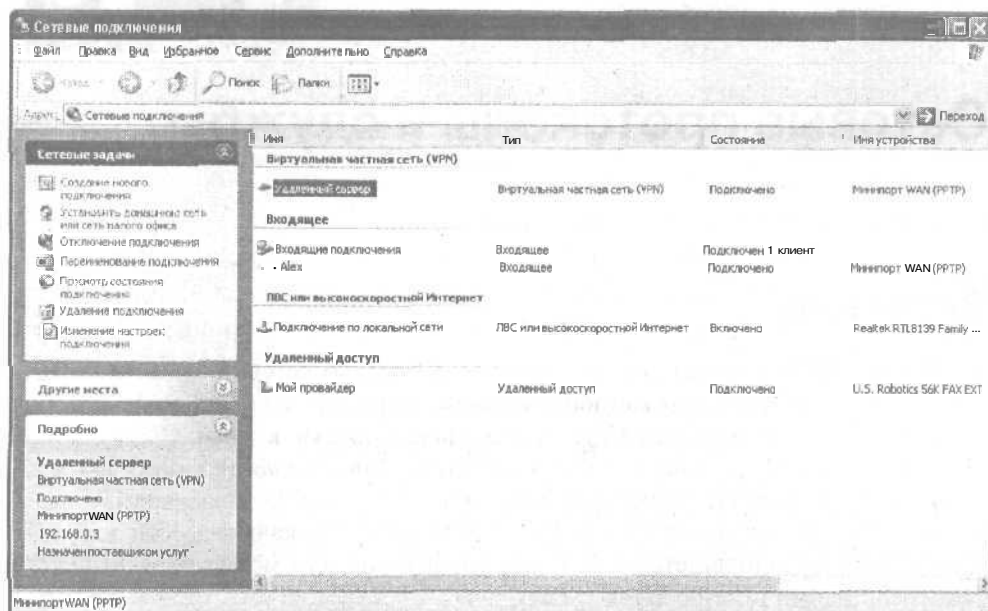 Сетевые подключения
Файл Правка Вид Избранное Сервис Дополнительно Справка
Назад Поиск Папки
Адрес: Сетевые подключения Переход
Сетевые задачи
Создание нового подключения
Установить домашнюю сеть или сеть малого офиса
Отключение подключения
Переименование подключения
Просмотр состояния подключения
Удаление подключения
Изменение настроек подключения
Другие места
Подробно
Удаленный сервер
Виртуальная частная сеть (VPN)
Подключено
Минипорт WAN (PPTP)
192.168.0.3
Назначен поставщиком услуг
Имя Тип Состояние Имя устройства
Виртуальная частная сеть (VPN)
Удаленный сервер Виртуальная частная сеть (VPN) Подключено Минипорт WAN (PPTP)
Входящее
Входящие подключения Входящее Подключен 1 клиент
Alex Входящее Подключено Минипорт WAN (PPTP)
ЛВС или высокоскоростной Интернет
Подключение по локальной сети ЛВС или высокоскоростной Интернет Включено Realtek RTL8139 Family ...
Удаленный доступ
Мой провайдер Удаленный доступ Подключено U.S. Robotics 56K FAX EXT
Минипорт WAN (PPTP)